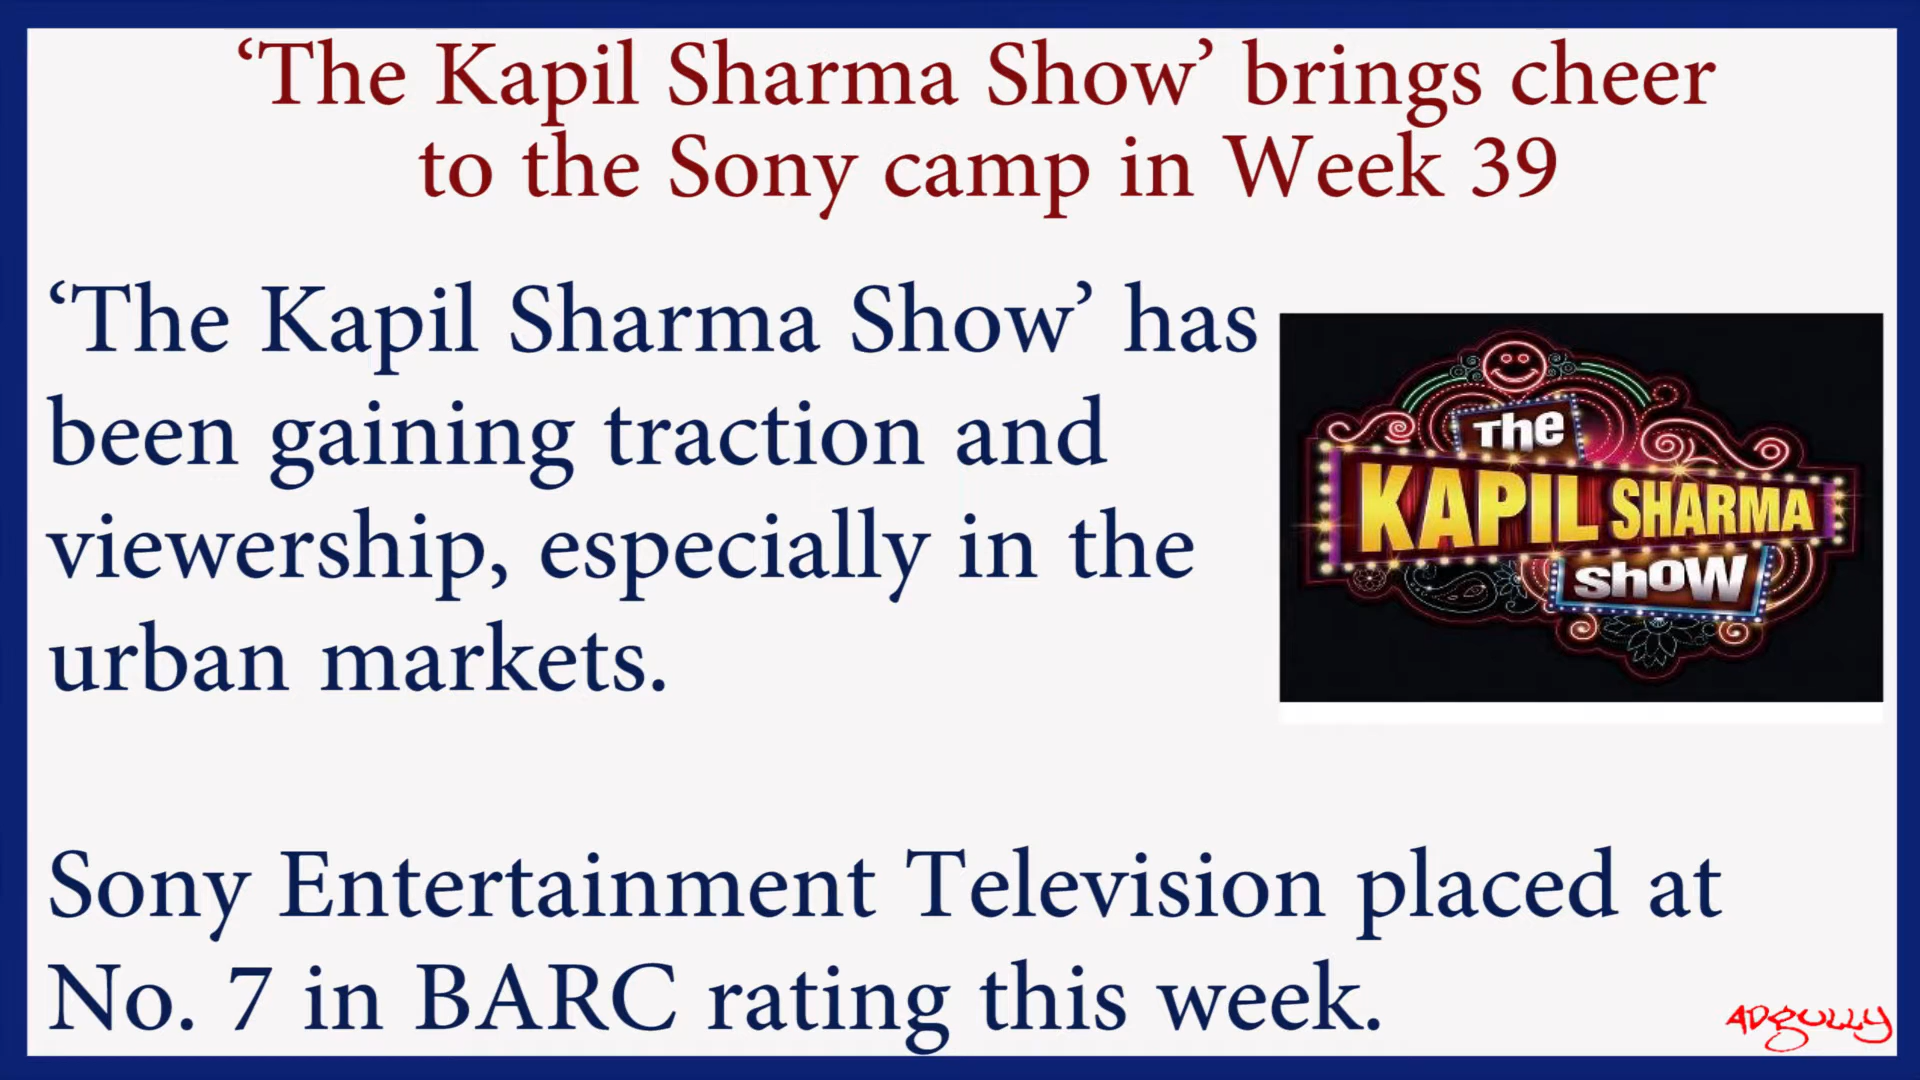 ‘The Kapil Sharma Show’ brings cheer
to the Sony camp in Week 39
‘The Kapil Sharma Show’ has
been gaining traction and
viewership, especially in the
urban markets.
The
KAPIL SHARMA
show
Sony Entertainment Television placed at
No. 7 in BARC rating this week.
ADGULLY